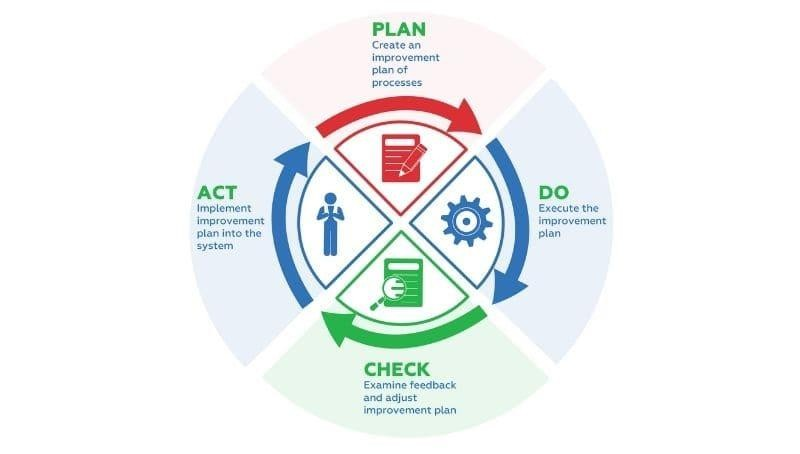 PLAN
Create an
improvement
plan of
processes
DO
Execute the
improvement
plan
CHECK
Examine feedback
and adjust
improvement plan
ACT
Implement
improvement
plan into the
system